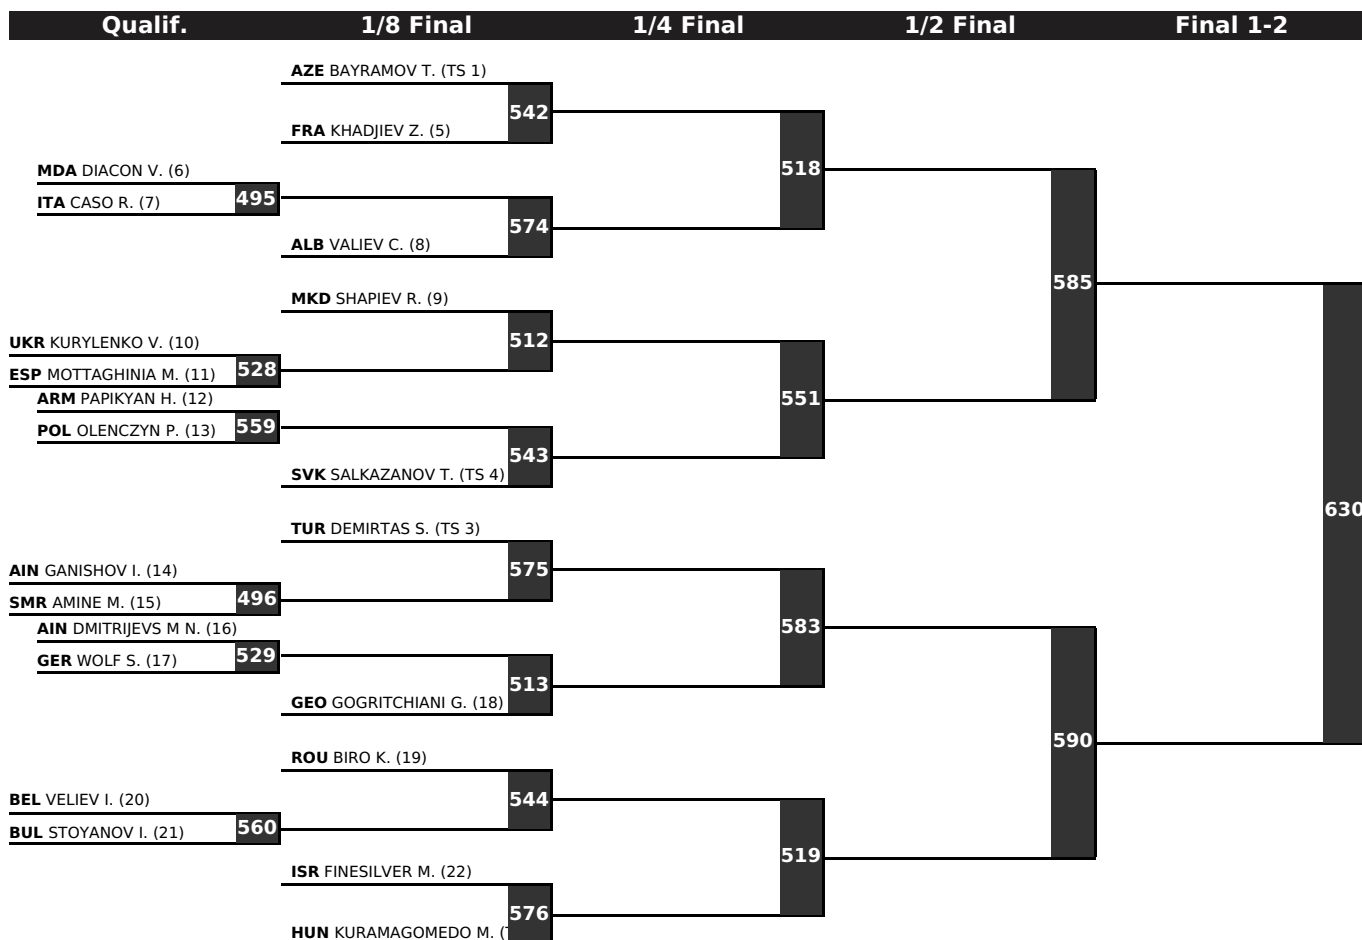 Qualif. 1/8 Final 1/4 Final 1/2 Final Final 1-2
AZE BAYRAMOV T. (TS 1)
542
FRA KHADJIEV Z. (5)
MDA DIACON V. (6)
518
495
ITA CASO R. (7)
574
ALB VALIEV C. (8)
585
MKD SHAPIEV R. (9)
UKR KURYLENKO V. (10)
512
528
ESP MOTTAGHINIA M. (11)
ARM PAPIKYAN H. (12)
551
559
POL OLENCZYN P. (13)
543
SVK SALKAZANOV T. (TS 4)
630
TUR DEMIRTAS S. (TS 3)
AIN GANISHOV I. (14)
575
496
SMR AMINE M. (15)
AIN DMITRIJEVS M N. (16)
583
529
GER WOLF S. (17)
513
GEO GOGRITCHIANI G. (18)
590
ROU BIRO K. (19)
BEL VELIEV I. (20)
544
560
BUL STOYANOV I. (21)
519
ISR FINESILVER M. (22)
576
HUN KURAMAGOMEDO M.